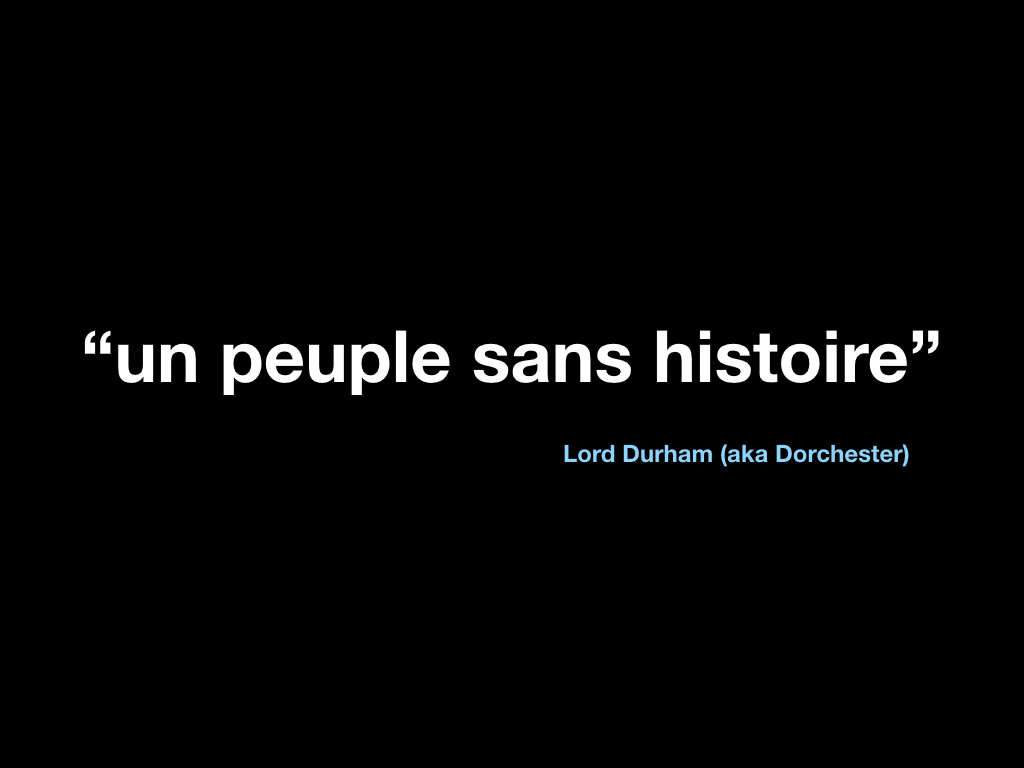 “un peuple sans histoire”
Lord Durham (aka Dorchester)